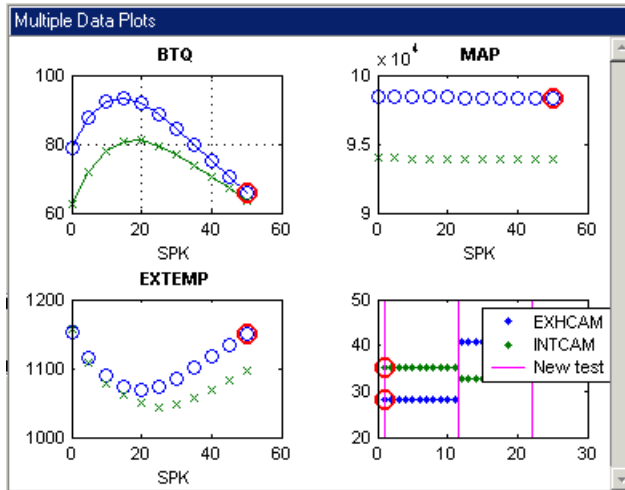 Multiple Data Plots
BTQ
100
80
60
0 20 40 60
SPK
MAP
x 10^4
10
9.5
9
0 20 40 60
SPK
EXTEMP
1200
1100
1000
0 20 40 60
SPK
50
40
30
20
0 10 20 30
EXHCAM
INTCAM
New test